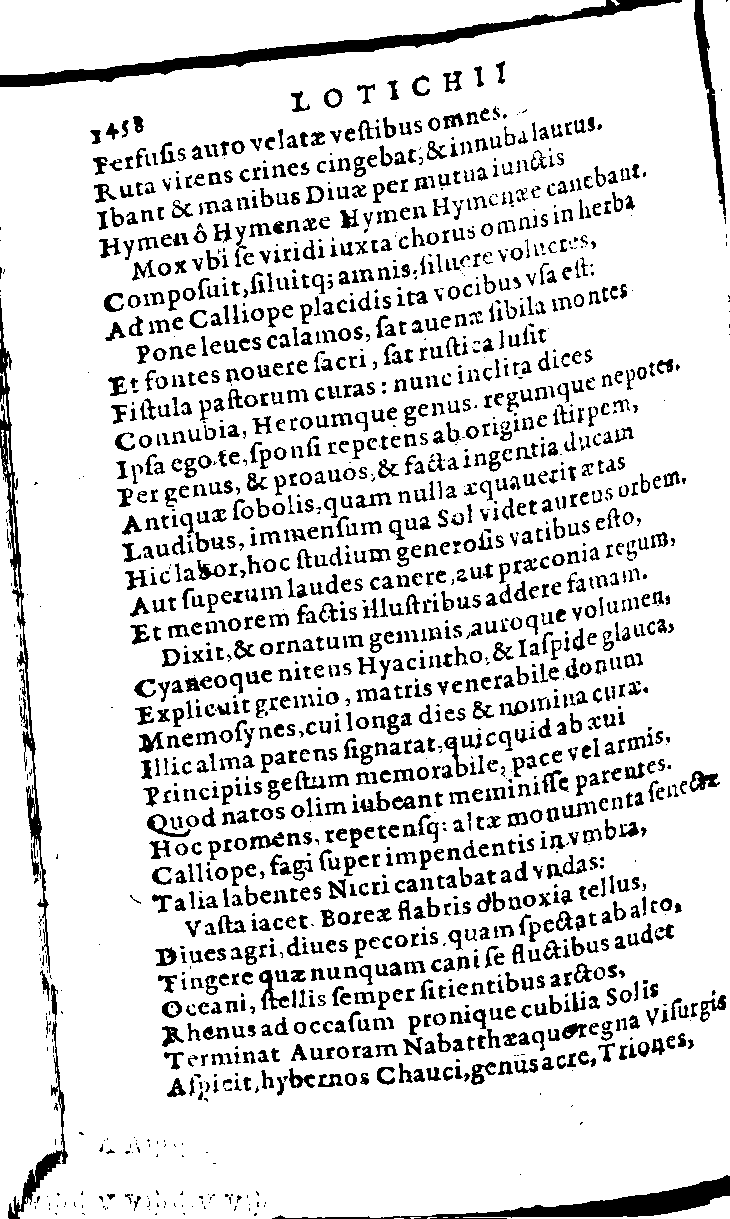 1458 LOTICHII
Perfuſis auro velatæ veſtibus omnes.
Ruta virens crines cingebat, & innuba laurus.
Ibant & manibus Diuæ per mutua iunctis
Hymen ô Hymenæe Hymen Hymenæe canebant.
Mox vbi ſe viridi iuxta chorus omnis in herba
Compoſuit, ſiluitq; amnis, ſiluere volucres,
Ad me Calliope placidis ita vocibus vſa eſt:
Pone leues calamos, ſat auenæ ſibila montes
Et fontes nouere ſacri, ſat ruſtica luſit
Fiſtula paſtorum curas: nunc inclita dices
Connubia, Heroumque genus. regumque nepotes.
Ipſa ego te, ſponſi repetens ab origine ſtirpem,
Per genus, & proauos, & facta ingentia ducam
Antiquæ ſobolis, quam nulla æquauerit ætas
Laudibus, immenſum qua Sol videt aureus orbem.
Hic labor, hoc ſtudium generoſis vatibus eſto,
Aut ſuperum laudes canere, aut præconia regum,
Et memorem factis illuſtribus addere famam.
Dixit, & ornatum gemmis, auroque volumen,
Cyaneoque nitens Hyacintho, & Iaſpide glauca,
Explicuit gremio, matris venerabile donum
Mnemoſynes, cui longa dies & nomina curæ.
Illic alma parens ſignarat, quicquid ab æui
Principiis geſtum memorabile, pace vel armis,
Quod natos olim iubeant meminiſſe parentes.
Hoc promens, repetenſq: altæ monumenta ſenectæ
Calliope, fagi ſuper impendentis in vmbra,
Talia labentes Nicri cantabat ad vndas:
Vaſta iacet Boreæ flabris obnoxia tellus,
Diues agri, diues pecoris, quam ſpectat ab alto,
Tingere quæ nunquam cani ſe fluctibus audet
Oceani, ſtellis ſemper ſitientibus arctos,
Rhenus ad occaſum pronique cubilia Solis
Terminat Auroram Nabatthæaque regna Viſurgis
Aſpicit, hybernos Chauci, genus acre, Triones,